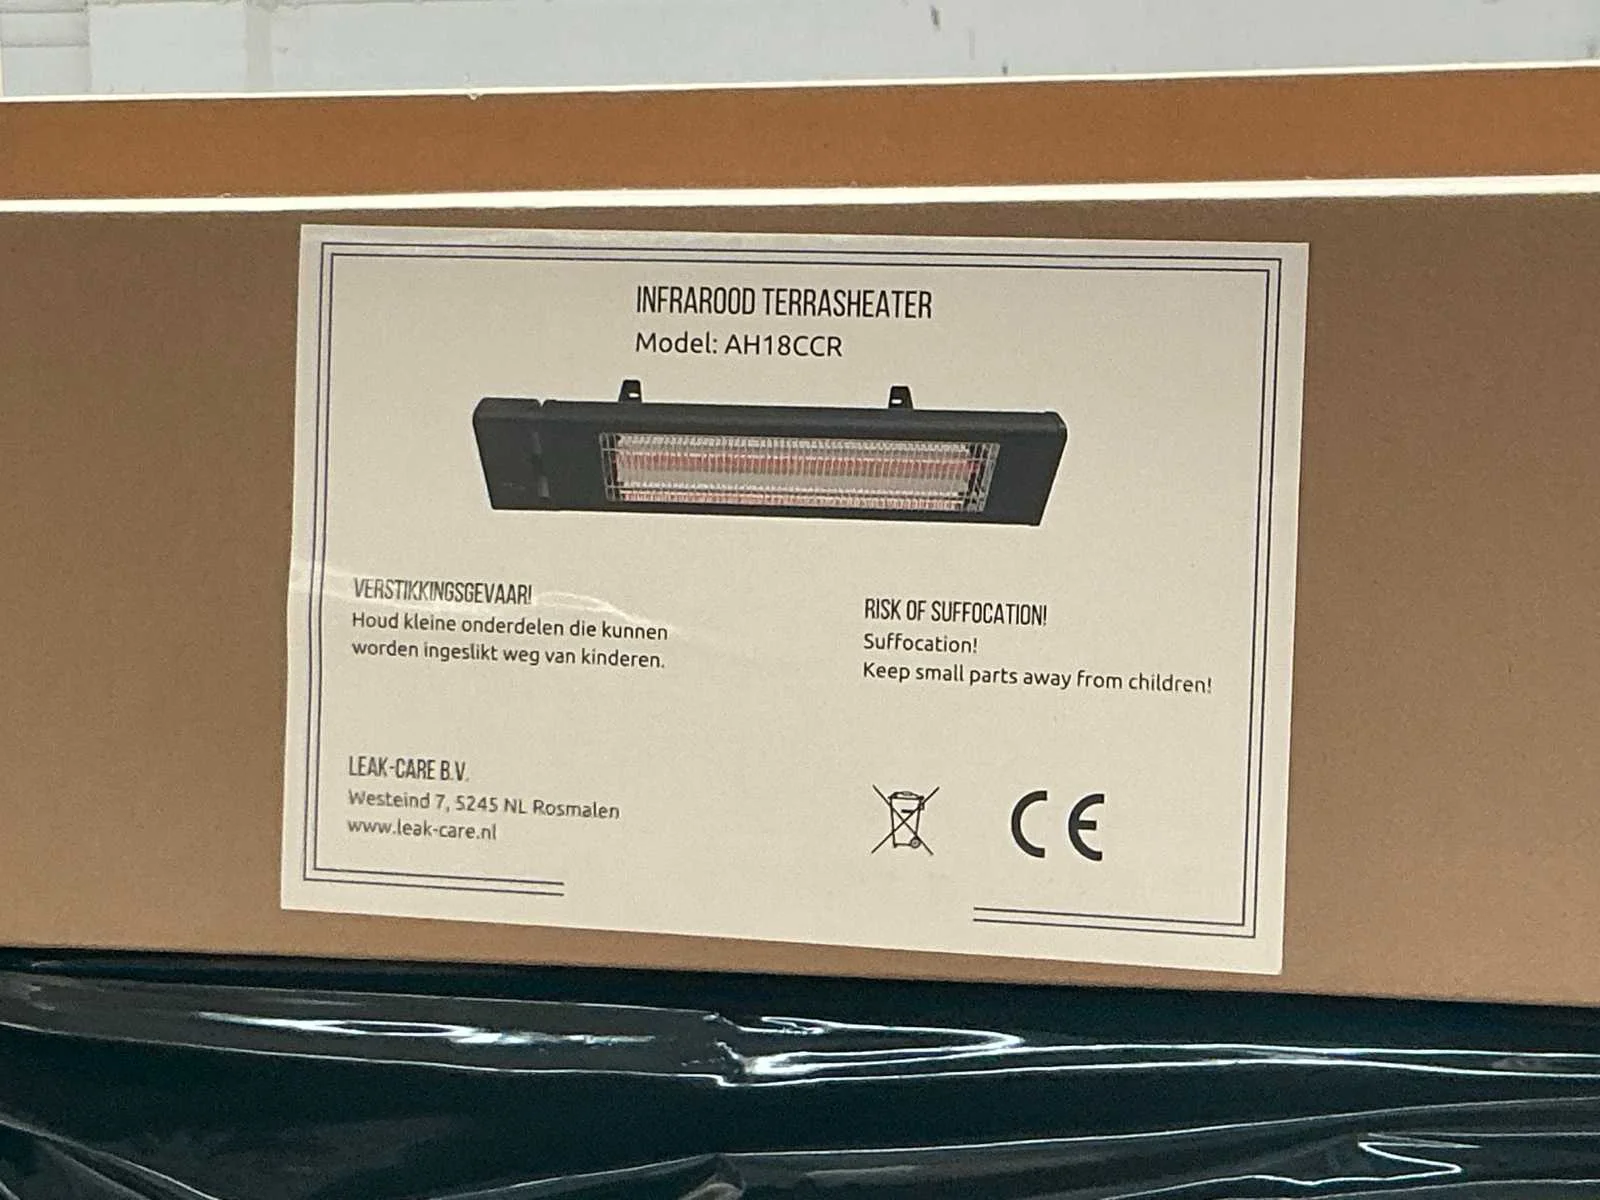 INFRAROOD TERRASHEATER
Model: AH18CCR
VERSTIKKINGSGEVAAR!
Houd kleine onderdelen die kunnen
worden ingeslikt weg van kinderen.
RISK OF SUFFOCATION!
Suffocation!
Keep small parts away from children!
LEAK-CARE B.V.
Westeind 7, 5245 NL Rosmalen
www.leak-care.nl
CE